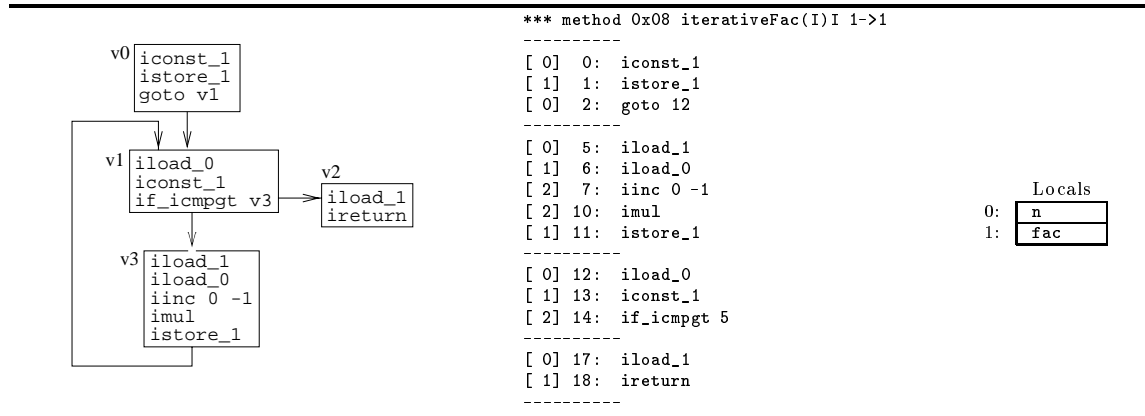 v0
iconst_1
istore_1
goto v1
v1
iload_0
iconst_1
if_icmpgt v3
v2
iload_1
ireturn
v3
iload_1
iload_0
iinc 0 -1
imul
istore_1
*** method 0x08 iterativeFac(I)I 1->1
----------
[ 0] 0: iconst_1
[ 1] 1: istore_1
[ 0] 2: goto 12
----------
[ 0] 5: iload_1
[ 1] 6: iload_0
[ 2] 7: iinc 0 -1
[ 2] 10: imul
[ 1] 11: istore_1
----------
[ 0] 12: iload_0
[ 1] 13: iconst_1
[ 2] 14: if_icmpgt 5
----------
[ 0] 17: iload_1
[ 1] 18: ireturn
----------
Locals
0: n
1: fac